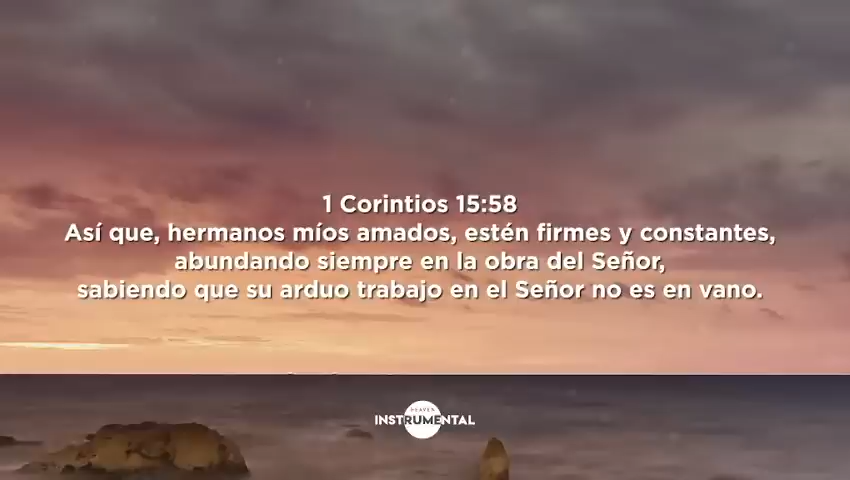 1 Corintios 15:58
Así que, hermanos míos amados, estén firmes y constantes,
abundando siempre en la obra del Señor,
sabiendo que su arduo trabajo en el Señor no es en vano.
HEAVEN
INSTRUMENTAL